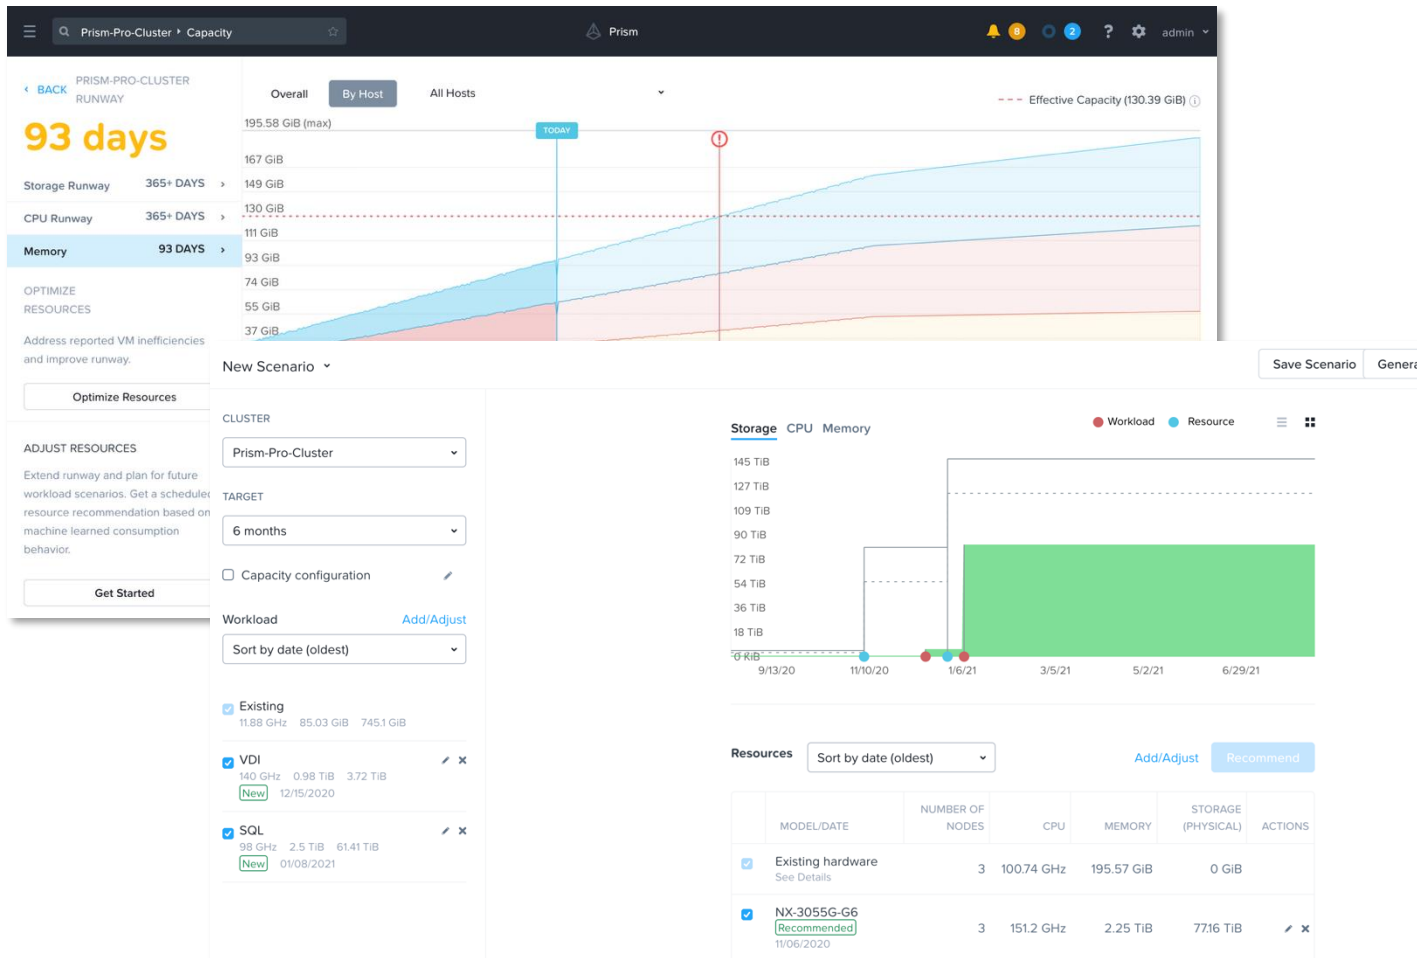 Prism-Pro-Cluster ‣ Capacity
Prism
8
2
?
admin
BACK
PRISM-PRO-CLUSTER
RUNWAY
93 days
Storage Runway 365+ DAYS
CPU Runway 365+ DAYS
Memory 93 DAYS
OPTIMIZE
RESOURCES
Address reported VM inefficiencies
and improve runway.
Optimize Resources
ADJUST RESOURCES
Extend runway and plan for future
workload scenarios. Get a scheduled
resource recommendation based on
machine learned consumption
behavior.
Get Started
Overall By Host All Hosts
Effective Capacity (130.39 GiB)
195.58 GiB (max)
TODAY
167 GiB
149 GiB
130 GiB
111 GiB
93 GiB
74 GiB
55 GiB
37 GiB
New Scenario
Save Scenario
Genera
CLUSTER
Prism-Pro-Cluster
TARGET
6 months
Capacity configuration
Workload Add/Adjust
Sort by date (oldest)
Existing
11.88 GHz 85.03 GiB 745.1 GiB
VDI
140 GHz 0.98 TiB 3.72 TiB
New 12/15/2020
SQL
98 GHz 2.5 TiB 61.41 TiB
New 01/08/2021
Storage CPU Memory
Workload Resource
145 TiB
127 TiB
109 TiB
90 TiB
72 TiB
54 TiB
36 TiB
18 TiB
0 KiB
9/13/20 11/10/20 1/6/21 3/5/21 5/2/21 6/29/21
Resources Sort by date (oldest) Add/Adjust Recommend
MODEL/DATE NUMBER OF NODES CPU MEMORY STORAGE (PHYSICAL) ACTIONS
Existing hardware 3 100.74 GHz 195.57 GiB 0 GiB
See Details
NX-3055G-G6
Recommended 3 151.2 GHz 2.25 TiB 77.16 TiB
11/06/2020